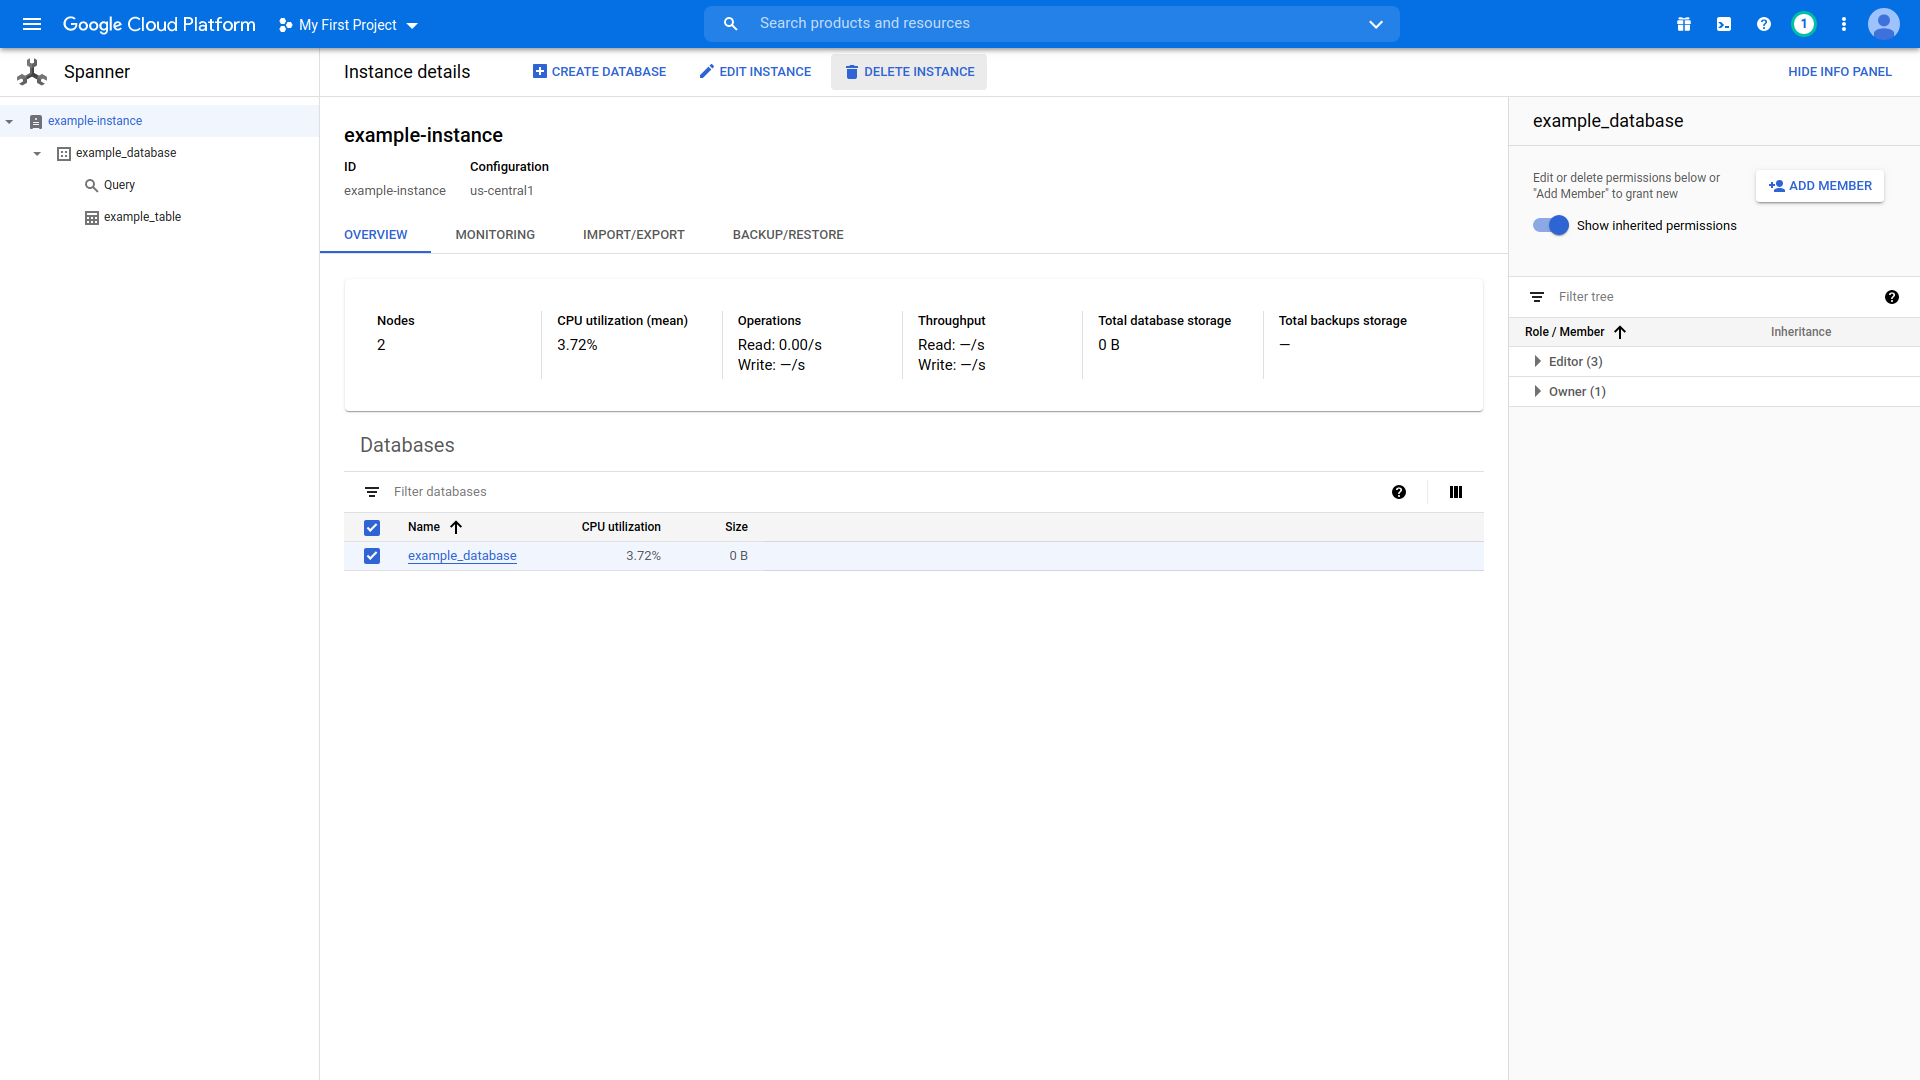 Google Cloud Platform
My First Project
Search products and resources
1
Spanner
Instance details
CREATE DATABASE
EDIT INSTANCE
DELETE INSTANCE
HIDE INFO PANEL
example-instance
example_database
Query
example_table
example-instance
ID Configuration
example-instance us-central1
OVERVIEW MONITORING IMPORT/EXPORT BACKUP/RESTORE
Nodes
2
CPU utilization (mean)
3.72%
Operations
Read: 0.00/s
Write: —/s
Throughput
Read: —/s
Write: —/s
Total database storage
0 B
Total backups storage
—
Databases
Filter databases
Name CPU utilization Size
example_database 3.72% 0 B
example_database
Edit or delete permissions below or
"Add Member" to grant new
ADD MEMBER
Show inherited permissions
Filter tree
Role / Member Inheritance
Editor (3)
Owner (1)